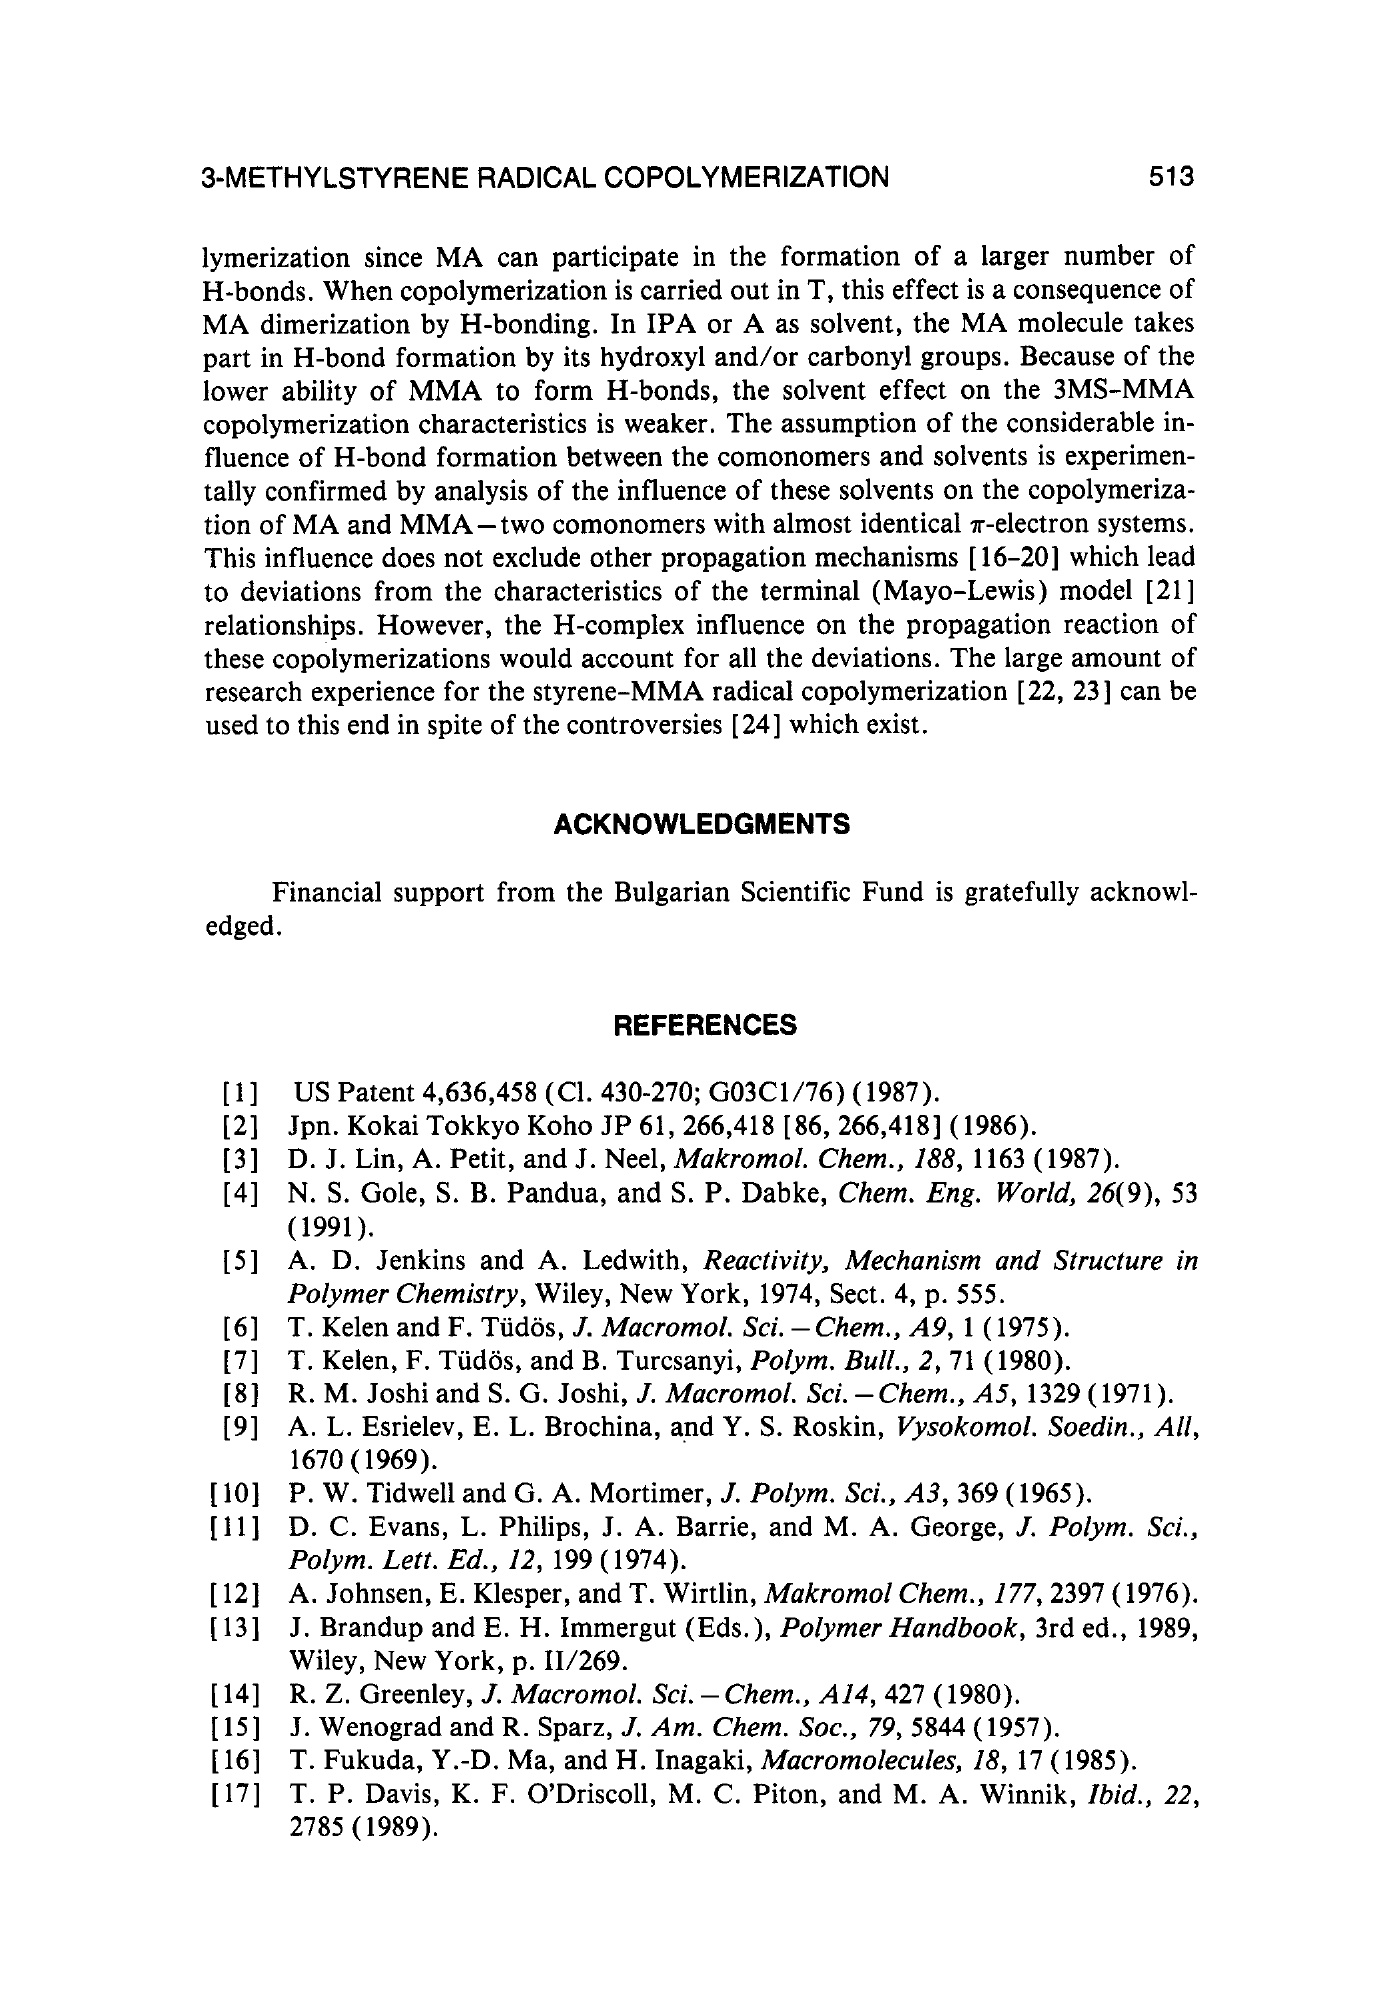 3-METHYLSTYRENE RADICAL COPOLYMERIZATION 513
lymerization since MA can participate in the formation of a larger number of
H-bonds. When copolymerization is carried out in T, this effect is a consequence of
MA dimerization by H-bonding. In IPA or A as solvent, the MA molecule takes
part in H-bond formation by its hydroxyl and/or carbonyl groups. Because of the
lower ability of MMA to form H-bonds, the solvent effect on the 3MS–MMA
copolymerization characteristics is weaker. The assumption of the considerable in-
fluence of H-bond formation between the comonomers and solvents is experimen-
tally confirmed by analysis of the influence of these solvents on the copolymeriza-
tion of MA and MMA—two comonomers with almost identical π-electron systems.
This influence does not exclude other propagation mechanisms [16–20] which lead
to deviations from the characteristics of the terminal (Mayo–Lewis) model [21]
relationships. However, the H-complex influence on the propagation reaction of
these copolymerizations would account for all the deviations. The large amount of
research experience for the styrene–MMA radical copolymerization [22, 23] can be
used to this end in spite of the controversies [24] which exist.
ACKNOWLEDGMENTS
Financial support from the Bulgarian Scientific Fund is gratefully acknowl-
edged.
REFERENCES
[1] US Patent 4,636,458 (Cl. 430-270; G03C1/76) (1987).
[2] Jpn. Kokai Tokkyo Koho JP 61, 266,418 [86, 266,418] (1986).
[3] D. J. Lin, A. Petit, and J. Neel, Makromol. Chem., 188, 1163 (1987).
[4] N. S. Gole, S. B. Pandua, and S. P. Dabke, Chem. Eng. World, 26(9), 53
(1991).
[5] A. D. Jenkins and A. Ledwith, Reactivity, Mechanism and Structure in
Polymer Chemistry, Wiley, New York, 1974, Sect. 4, p. 555.
[6] T. Kelen and F. Tüdös, J. Macromol. Sci.—Chem., A9, 1 (1975).
[7] T. Kelen, F. Tüdös, and B. Turcsanyi, Polym. Bull., 2, 71 (1980).
[8] R. M. Joshi and S. G. Joshi, J. Macromol. Sci.—Chem., A5, 1329 (1971).
[9] A. L. Esrielev, E. L. Brochina, and Y. S. Roskin, Vysokomol. Soedin., All,
1670 (1969).
[10] P. W. Tidwell and G. A. Mortimer, J. Polym. Sci., A3, 369 (1965).
[11] D. C. Evans, L. Philips, J. A. Barrie, and M. A. George, J. Polym. Sci.,
Polym. Lett. Ed., 12, 199 (1974).
[12] A. Johnsen, E. Klesper, and T. Wirtlin, Makromol Chem., 177, 2397 (1976).
[13] J. Brandup and E. H. Immergut (Eds.), Polymer Handbook, 3rd ed., 1989,
Wiley, New York, p. II/269.
[14] R. Z. Greenley, J. Macromol. Sci.—Chem., A14, 427 (1980).
[15] J. Wenograd and R. Sparz, J. Am. Chem. Soc., 79, 5844 (1957).
[16] T. Fukuda, Y.-D. Ma, and H. Inagaki, Macromolecules, 18, 17 (1985).
[17] T. P. Davis, K. F. O'Driscoll, M. C. Piton, and M. A. Winnik, Ibid., 22,
2785 (1989).